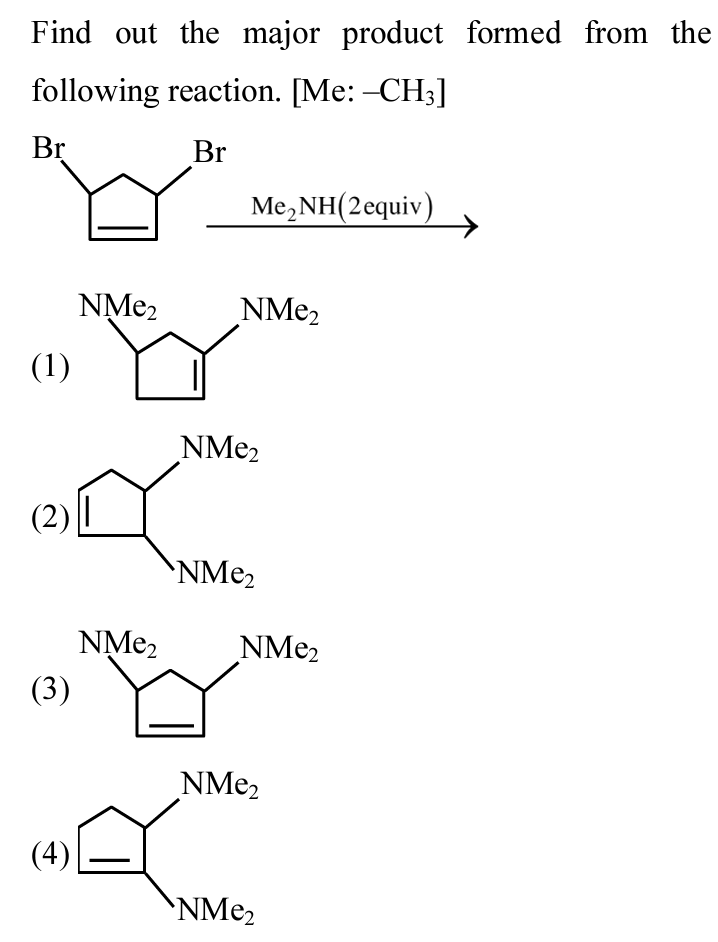 Find out the major product formed from the
following reaction. [Me: –CH₃]
Br Br
Me₂NH(2equiv)
NMe₂ NMe₂
(1)
NMe₂
(2)
NMe₂
NMe₂ NMe₂
(3)
NMe₂
(4)
NMe₂